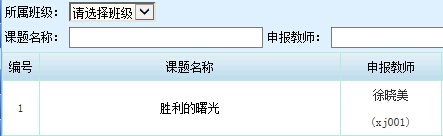 所属班级： 请选择班级
课题名称： 申报教师：
编号 课题名称 申报教师
1 胜利的曙光 徐晓美
（xj001）